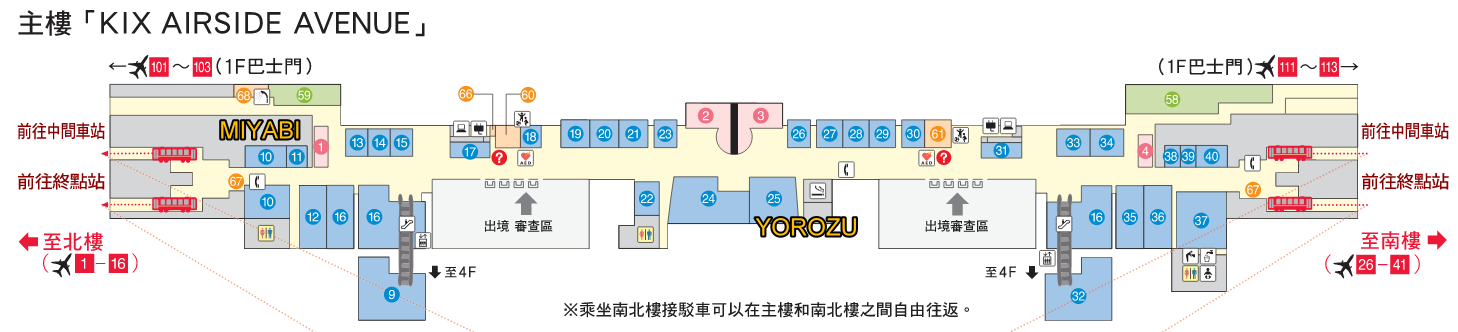 主樓「KIX AIRSIDE AVENUE」
←101～103(1F巴士門)
(1F巴士門)111～113→
68
59
66
60
58
前往中間車站
MIYABI
1
13
14
15
17
18
19
20
21
23
2
3
26
27
28
29
30
61
31
33
34
4
前往中間車站
10
11
?
AED
AED
?
38
39
40
前往終點站
67
10
12
16
16
22
24
25
16
35
36
37
67
前往終點站
出境 審查區
YOROZU
出境審查區
至北樓
(1-16)
至南樓
(26-41)
至4F
至4F
9
32
※乘坐南北樓接駁車可以在主樓和南北樓之間自由往返。